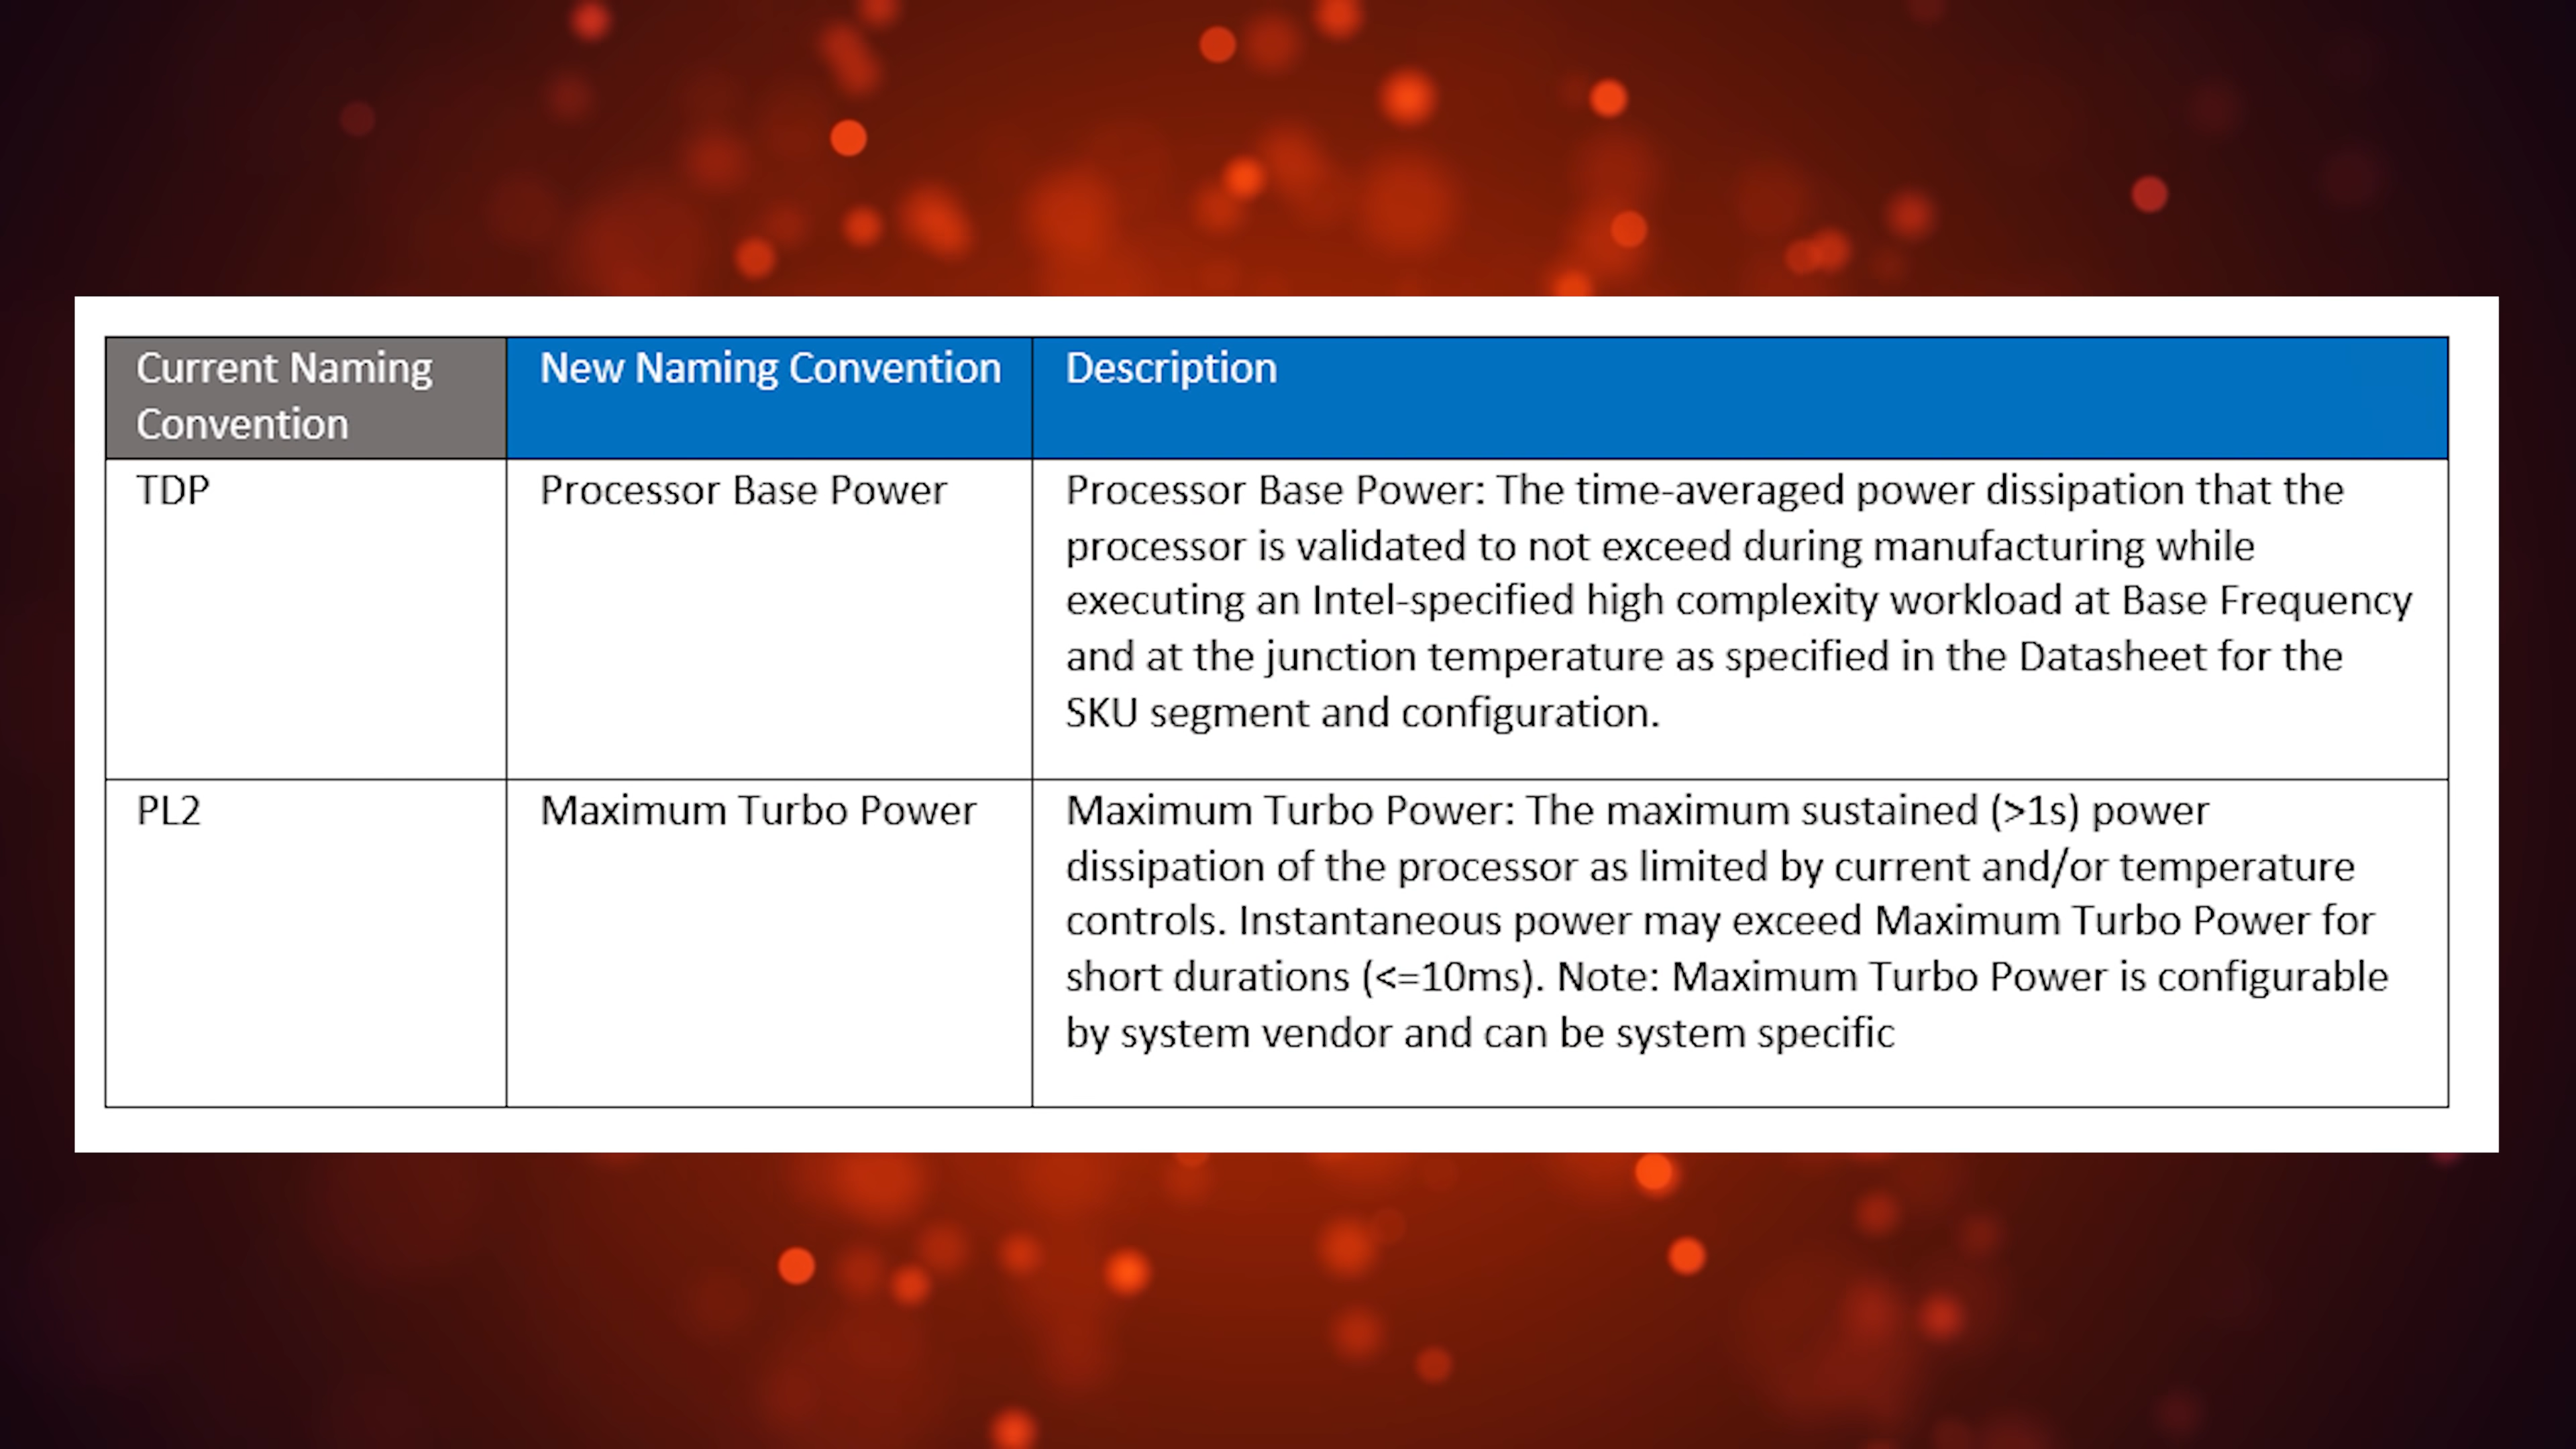 Current Naming
Convention
New Naming Convention
Description
TDP
Processor Base Power
Processor Base Power: The time-averaged power dissipation that the
processor is validated to not exceed during manufacturing while
executing an Intel-specified high complexity workload at Base Frequency
and at the junction temperature as specified in the Datasheet for the
SKU segment and configuration.
PL2
Maximum Turbo Power
Maximum Turbo Power: The maximum sustained (>1s) power
dissipation of the processor as limited by current and/or temperature
controls. Instantaneous power may exceed Maximum Turbo Power for
short durations (<=10ms). Note: Maximum Turbo Power is configurable
by system vendor and can be system specific